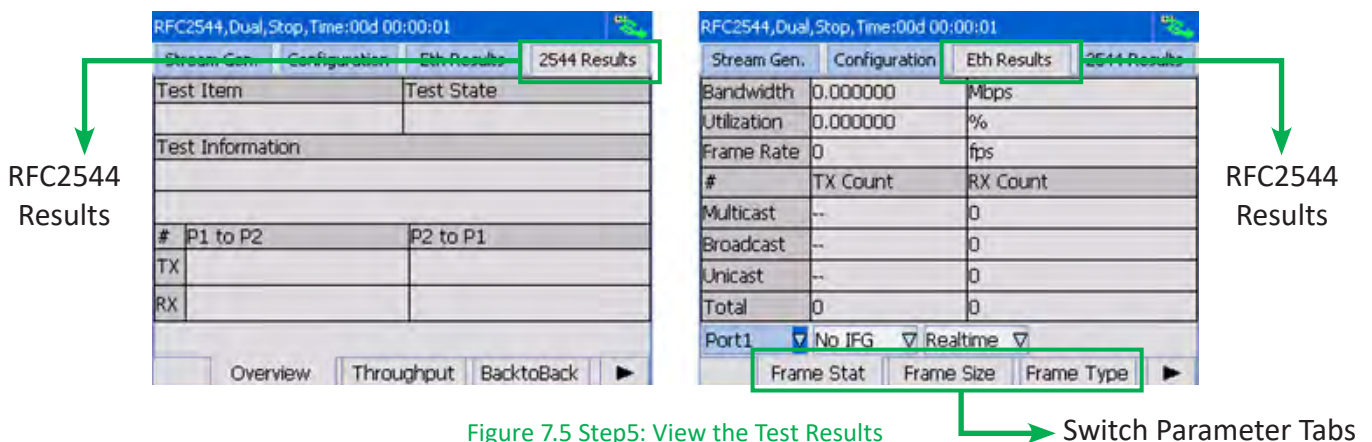 RFC2544,Dual,Stop,Time:00d 00:00:01
Stream Gen. Configuration Eth Results 2544 Results
Test Item Test State
Test Information
# P1 to P2 P2 to P1
TX
RX
Overview Throughput BacktoBack
RFC2544
Results
RFC2544,Dual,Stop,Time:00d 00:00:01
Stream Gen. Configuration Eth Results 2544 Results
Bandwidth 0.000000 Mbps
Utilization 0.000000 %
Frame Rate 0 fps
# TX Count RX Count
Multicast -- 0
Broadcast -- 0
Unicast -- 0
Total 0 0
Port1 No IFG Realtime
Frame Stat Frame Size Frame Type
RFC2544
Results
Switch Parameter Tabs
Figure 7.5 Step5: View the Test Results